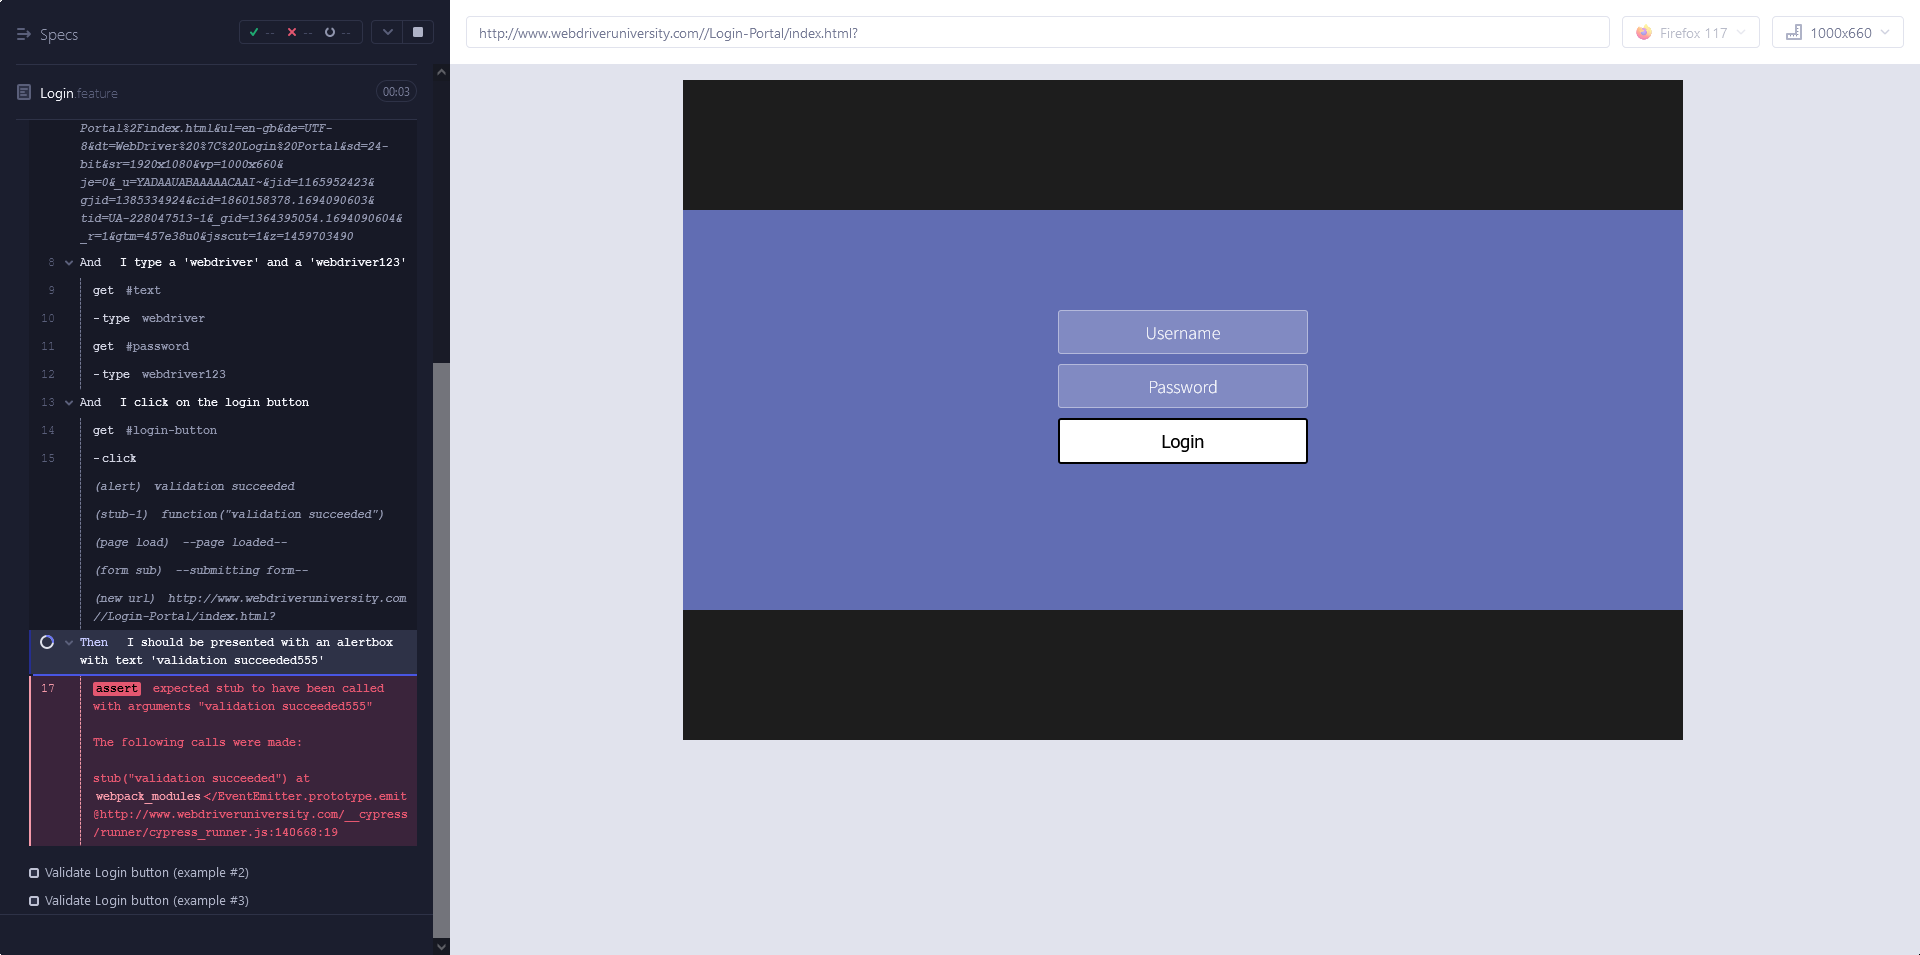 Specs
-- -- --
http://www.webdriveruniversity.com//Login-Portal/index.html?
Firefox 117
1000x660
Login.feature
00:03
Portal%2Findex.html&ul=en-gb&de=UTF-
8&dt=WebDriver%20%7C%20Login%20Portal&sd=24-
bit&sr=1920x1080&vp=1000x660&
je=0&_u=YADAAUABAAAAACAAI~&jid=1165952423&
gjid=1385334924&cid=1860158378.1694090603&
tid=UA-228047513-1&_gid=1364395054.1694090604&
_r=1&gtm=457e38u0&jsscut=1&z=1459703490
8 And I type a 'webdriver' and a 'webdriver123'
9 get #text
10 -type webdriver
11 get #password
12 -type webdriver123
13 And I click on the login button
14 get #login-button
15 -click
(alert) validation succeeded
(stub-1) function("validation succeeded")
(page load) --page loaded--
(form sub) --submitting form--
(new url) http://www.webdriveruniversity.com
//Login-Portal/index.html?
Then I should be presented with an alertbox
with text 'validation succeeded555'
17 assert expected stub to have been called
with arguments "validation succeeded555"
The following calls were made:
stub("validation succeeded") at
webpack_modules</EventEmitter.prototype.emit
@http://www.webdriveruniversity.com/__cypress
/runner/cypress_runner.js:140668:19
Validate Login button (example #2)
Validate Login button (example #3)
Username
Password
Login